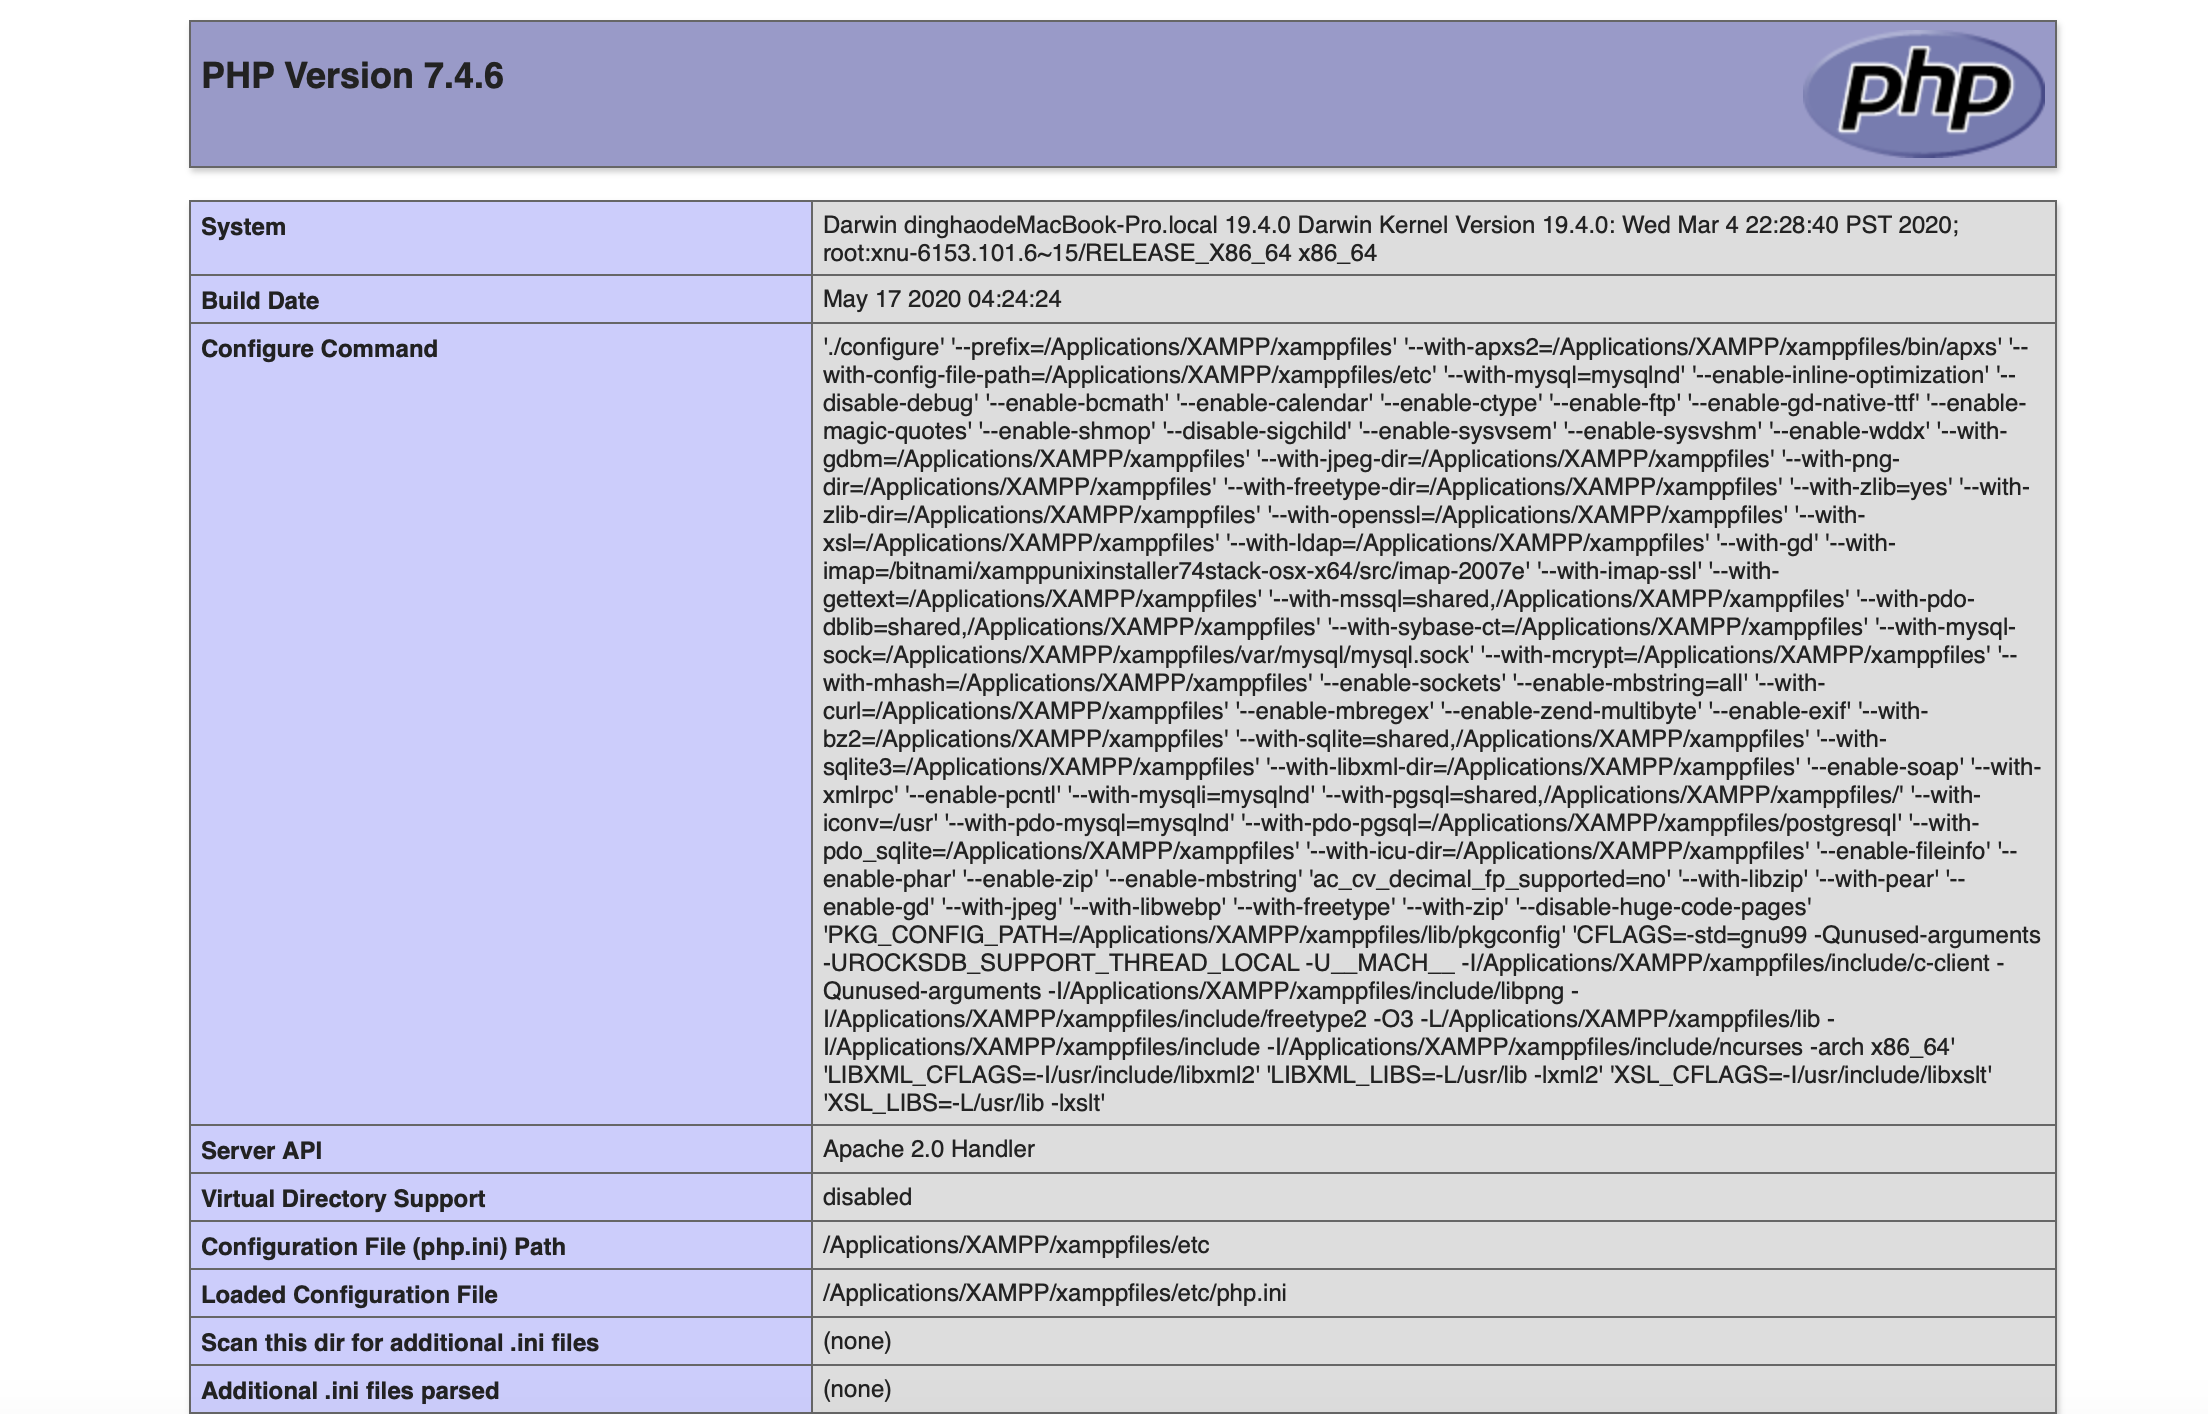 PHP Version 7.4.6
php
System
Darwin dinghaodeMacBook-Pro.local 19.4.0 Darwin Kernel Version 19.4.0: Wed Mar 4 22:28:40 PST 2020;
root:xnu-6153.101.6~15/RELEASE_X86_64 x86_64
Build Date
May 17 2020 04:24:24
Configure Command
'./configure' '--prefix=/Applications/XAMPP/xamppfiles' '--with-apxs2=/Applications/XAMPP/xamppfiles/bin/apxs' '--
with-config-file-path=/Applications/XAMPP/xamppfiles/etc' '--with-mysql=mysqlnd' '--enable-inline-optimization' '--
disable-debug' '--enable-bcmath' '--enable-calendar' '--enable-ctype' '--enable-ftp' '--enable-gd-native-ttf' '--enable-
magic-quotes' '--enable-shmop' '--disable-sigchild' '--enable-sysvsem' '--enable-sysvshm' '--enable-wddx' '--with-
gdbm=/Applications/XAMPP/xamppfiles' '--with-jpeg-dir=/Applications/XAMPP/xamppfiles' '--with-png-
dir=/Applications/XAMPP/xamppfiles' '--with-freetype-dir=/Applications/XAMPP/xamppfiles' '--with-zlib=yes' '--with-
zlib-dir=/Applications/XAMPP/xamppfiles' '--with-openssl=/Applications/XAMPP/xamppfiles' '--with-
xsl=/Applications/XAMPP/xamppfiles' '--with-ldap=/Applications/XAMPP/xamppfiles' '--with-gd' '--with-
imap=/bitnami/xamppunixinstaller74stack-osx-x64/src/imap-2007e' '--with-imap-ssl' '--with-
gettext=/Applications/XAMPP/xamppfiles' '--with-mssql=shared,/Applications/XAMPP/xamppfiles' '--with-pdo-
dblib=shared,/Applications/XAMPP/xamppfiles' '--with-sybase-ct=/Applications/XAMPP/xamppfiles' '--with-mysql-
sock=/Applications/XAMPP/xamppfiles/var/mysql/mysql.sock' '--with-mcrypt=/Applications/XAMPP/xamppfiles' '--
with-mhash=/Applications/XAMPP/xamppfiles' '--enable-sockets' '--enable-mbstring=all' '--with-
curl=/Applications/XAMPP/xamppfiles' '--enable-mbregex' '--enable-zend-multibyte' '--enable-exif' '--with-
bz2=/Applications/XAMPP/xamppfiles' '--with-sqlite=shared,/Applications/XAMPP/xamppfiles' '--with-
sqlite3=/Applications/XAMPP/xamppfiles' '--with-libxml-dir=/Applications/XAMPP/xamppfiles' '--enable-soap' '--with-
xmlrpc' '--enable-pcntl' '--with-mysqli=mysqlnd' '--with-pgsql=shared,/Applications/XAMPP/xamppfiles/' '--with-
iconv=/usr' '--with-pdo-mysql=mysqlnd' '--with-pdo-pgsql=/Applications/XAMPP/xamppfiles/postgresql' '--with-
pdo_sqlite=/Applications/XAMPP/xamppfiles' '--with-icu-dir=/Applications/XAMPP/xamppfiles' '--enable-fileinfo' '--
enable-phar' '--enable-zip' '--enable-mbstring' 'ac_cv_decimal_fp_supported=no' '--with-libzip' '--with-pear' '--
enable-gd' '--with-jpeg' '--with-libwebp' '--with-freetype' '--with-zip' '--disable-huge-code-pages'
'PKG_CONFIG_PATH=/Applications/XAMPP/xamppfiles/lib/pkgconfig' 'CFLAGS=-std=gnu99 -Qunused-arguments
-UROCKSDB_SUPPORT_THREAD_LOCAL -U__MACH__ -I/Applications/XAMPP/xamppfiles/include/c-client -
Qunused-arguments -I/Applications/XAMPP/xamppfiles/include/libpng -
I/Applications/XAMPP/xamppfiles/include/freetype2 -O3 -L/Applications/XAMPP/xamppfiles/lib -
I/Applications/XAMPP/xamppfiles/include -I/Applications/XAMPP/xamppfiles/include/ncurses -arch x86_64'
'LIBXML_CFLAGS=-I/usr/include/libxml2' 'LIBXML_LIBS=-L/usr/lib -lxml2' 'XSL_CFLAGS=-I/usr/include/libxslt'
'XSL_LIBS=-L/usr/lib -lxslt'
Server API
Apache 2.0 Handler
Virtual Directory Support
disabled
Configuration File (php.ini) Path
/Applications/XAMPP/xamppfiles/etc
Loaded Configuration File
/Applications/XAMPP/xamppfiles/etc/php.ini
Scan this dir for additional .ini files
(none)
Additional .ini files parsed
(none)